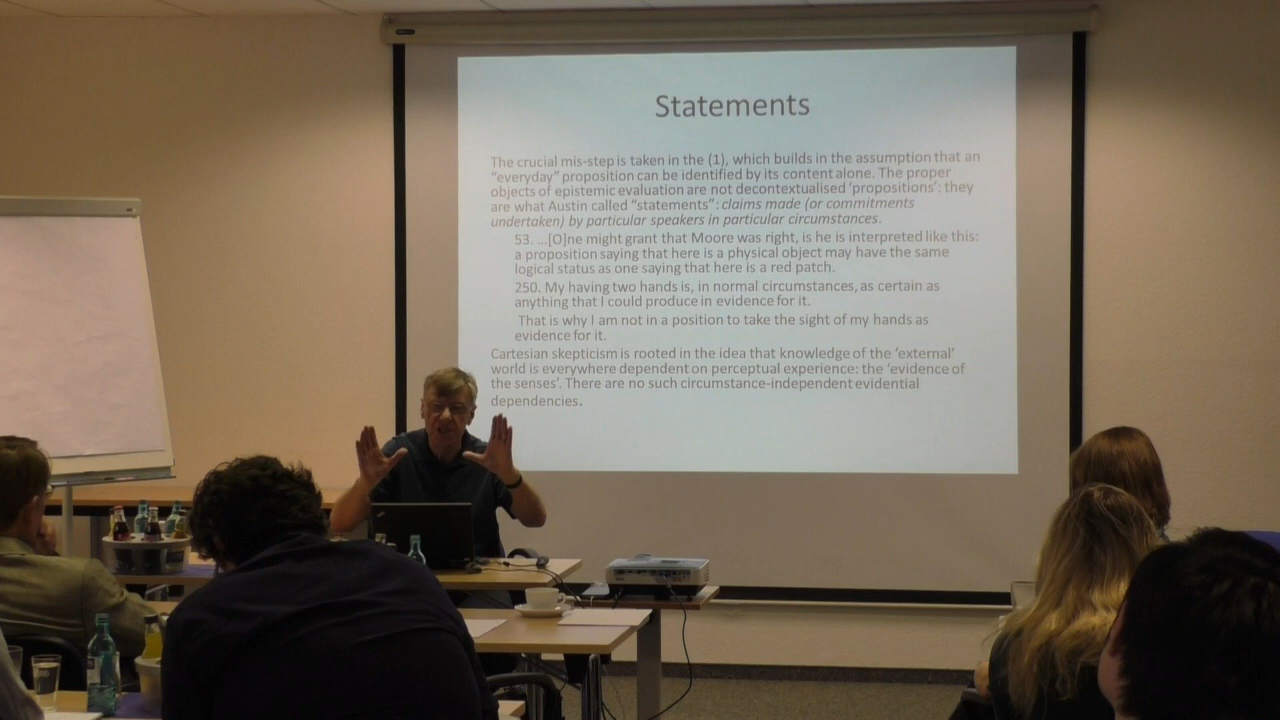 Statements
The crucial mis-step is taken in the (1), which builds in the assumption that an
“everyday” proposition can be identified by its content alone. The proper
objects of epistemic evaluation are not decontextualised ‘propositions’: they
are what Austin called “statements”: claims made (or commitments
undertaken) by particular speakers in particular circumstances.
53. ...[O]ne might grant that Moore was right, is he is interpreted like this:
a proposition saying that here is a physical object may have the same
logical status as one saying that here is a red patch.
250. My having two hands is, in normal circumstances, as certain as
anything that I could produce in evidence for it.
That is why I am not in a position to take the sight of my hands as
evidence for it.
Cartesian skepticism is rooted in the idea that knowledge of the ‘external’
world is everywhere dependent on perceptual experience: the ‘evidence of
the senses’. There are no such circumstance-independent evidential
dependencies.